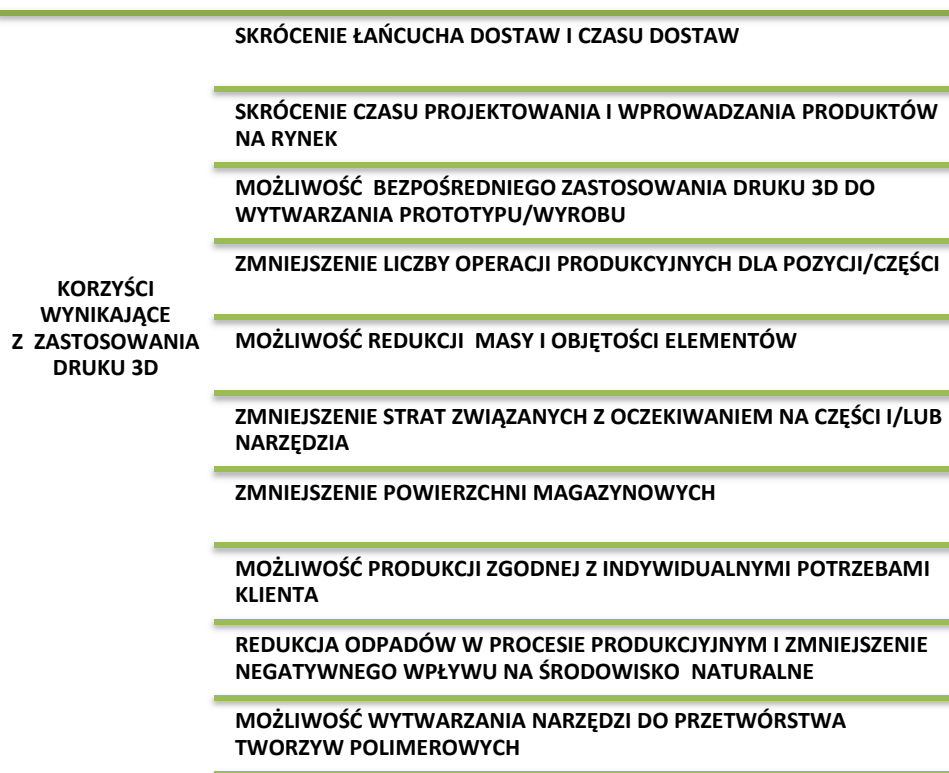 SKRÓCENIE ŁAŃCUCHA DOSTAW I CZASU DOSTAW
SKRÓCENIE CZASU PROJEKTOWANIA I WPROWADZANIA PRODUKTÓW
NA RYNEK
MOŻLIWOŚĆ BEZPOŚREDNIEGO ZASTOSOWANIA DRUKU 3D DO
WYTWARZANIA PROTOTYPU/WYROBU
ZMNIEJSZENIE LICZBY OPERACJI PRODUKCYJNYCH DLA POZYCJI/CZĘŚCI
KORZYŚCI
WYNIKAJĄCE
Z ZASTOSOWANIA
DRUKU 3D
MOŻLIWOŚĆ REDUKCJI MASY I OBJĘTOŚCI ELEMENTÓW
ZMNIEJSZENIE STRAT ZWIĄZANYCH Z OCZEKIWANIEM NA CZĘŚCI I/LUB
NARZĘDZIA
ZMNIEJSZENIE POWIERZCHNI MAGAZYNOWYCH
MOŻLIWOŚĆ PRODUKCJI ZGODNEJ Z INDYWIDUALNYMI POTRZEBAMI
KLIENTA
REDUKCJA ODPADÓW W PROCESIE PRODUKCJYJNYM I ZMNIEJSZENIE
NEGATYWNEGO WPŁYWU NA ŚRODOWISKO NATURALNE
MOŻLIWOŚĆ WYTWARZANIA NARZĘDZI DO PRZETWÓRSTWA
TWORZYW POLIMEROWYCH